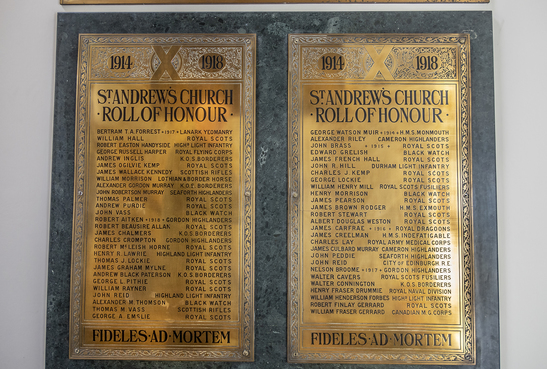 1914 1918
ST ANDREW'S CHURCH
· ROLL OF HONOUR ·
BERTRAM T. A. FORREST · 1917 · LANARK YEOMANRY
WILLIAM HALL ROYAL SCOTS
ROBERT EASTON HANDYSIDE HIGHT LIGHT INFANTRY
GEORGE RUSSELL HARPER ROYAL FLYING CORPS
ANDREW INGLIS K.O.S.BORDERERS
JAMES OGILVIE KEMP ROYAL SCOTS
JAMES WALLACE KENNEDY SCOTTISH RIFLES
WILLIAM MORRISON LOTHIAN & BORDER HORSE
ALEXANDER GORDON MURRAY K.O.S. BORDERERS
JOHN ROBERTSON MURRAY SEAFORTH HIGHLANDERS
THOMAS PALMER ROYAL SCOTS
ANDREW PURDIE ROYAL SCOTS
JOHN VASS BLACK WATCH
ROBERT AITKEN · 1918 · GORDON HIGHLANDERS
ROBERT BEAUSKE ALLAN ROYAL SCOTS
JAMES CHALMERS K.O.S. BORDERERS
CHARLES CROMPTON GORDON HIGHLANDERS
ROBERT McLEISH HORNE ROYAL SCOTS
HENRY R. LAWRIE HIGHLAND LIGHT INFANTRY
THOMAS J. LOCKIE ROYAL SCOTS
JAMES GRAHAM MYLNE ROYAL SCOTS
ANDREW BLACK PATERSON K.O.S. BORDERERS
GEORGE L. PITHIE ROYAL SCOTS
WILLIAM RAYNER ROYAL SCOTS
JOHN REID HIGHLAND LIGHT INFANTRY
ALEXANDER M. THOMSON BLACK WATCH
THOMAS M. VASS SCOTTISH RIFLES
GEORGE A. EMSLIE ROYAL SCOTS
FIDELES · AD · MORTEM
1914 1918
ST ANDREW'S CHURCH
· ROLL OF HONOUR ·
GEORGE WATSON MUIR · 1914 · H.M.S. MONMOUTH
ALEXANDER RILEY CAMERON HIGHLANDERS
JOHN BRASS · 1915 · ROYAL SCOTS
EDWARD GRELISH BLACK WATCH
JAMES FRENCH HALL ROYAL SCOTS
JOHN R. HILL DURHAM LIGHT INFANTRY
CHARLES J. KEMP ROYAL SCOTS
GEORGE LOCKIE ROYAL SCOTS
WILLIAM HENRY MILL ROYAL SCOTS FUSILIERS
HENRY MORRISON BLACK WATCH
JAMES PEARSON ROYAL SCOTS
JAMES BROWN RODGER H.M.S. EXMOUTH
ROBERT STEWART ROYAL SCOTS
ALBERT DOUGLAS WESTON ROYAL SCOTS
JAMES CARFRAE · 1916 · ROYAL DRAGOONS
JAMES CREELMAN H.M.S. INDEFATIGABLE
CHARLES LAY ROYAL ARMY MEDICAL CORPS
JAMES CULBARD MURRAY CAMERON HIGHLANDERS
JOHN PEDDIE SEAFORTH HIGHLANDERS
JOHN REID CITY OF EDINBURGH R.E.
NELSON BROOME · 1917 · GORDON HIGHLANDERS
WALTER CAVERS ROYAL SCOTS FUSILIERS
WALTER CONNINGTON K.O.S. BORDERERS
HENRY FRASER DRUMMIE ROYAL NAVAL DIVISION
WILLIAM HENDERSON FORBES HIGHT LIGHT INFANTRY
ROBERT FINLAY GERRARD ROYAL SCOTS
WILLIAM FRASER GERRARD CANADIAN M.G. CORPS
FIDELES · AD · MORTEM